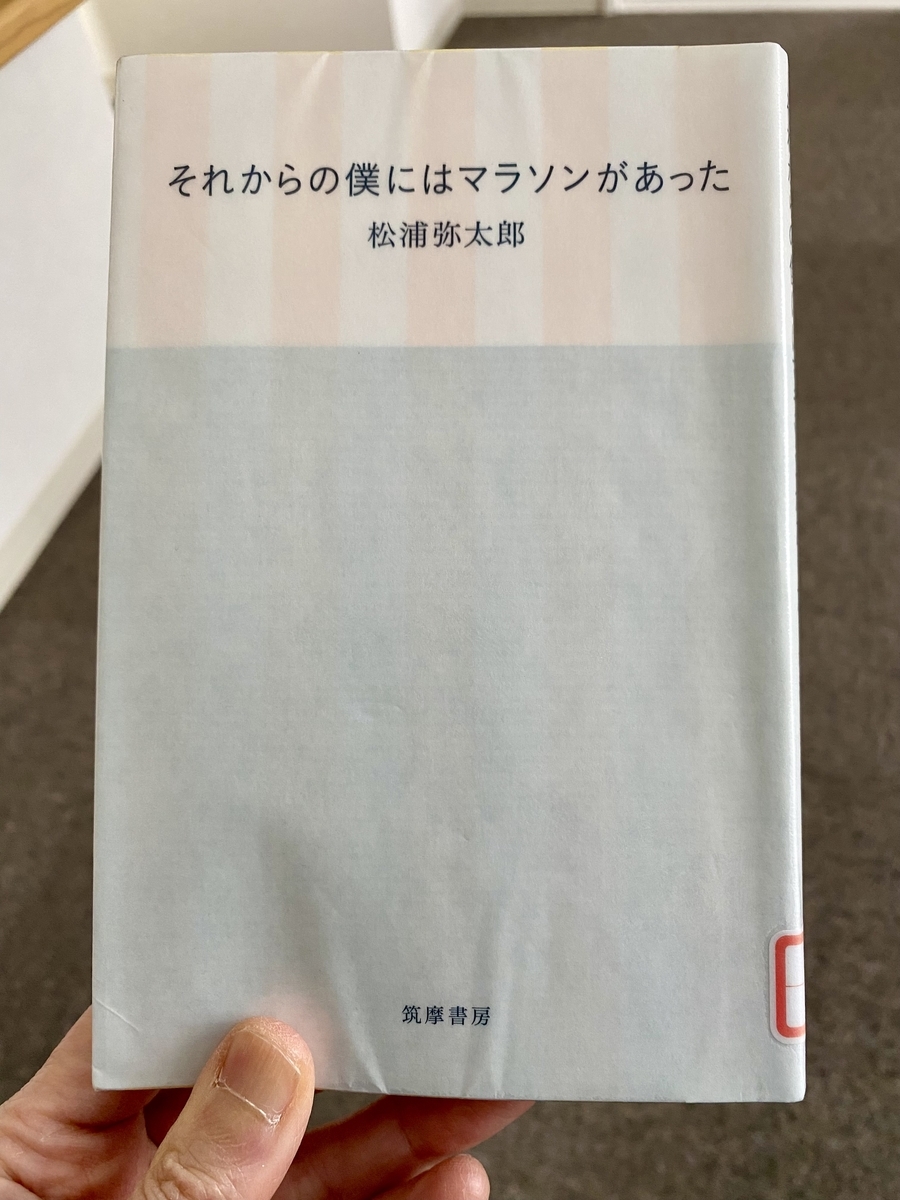 それからの僕にはマラソンがあった
松浦弥太郎
筑摩書房